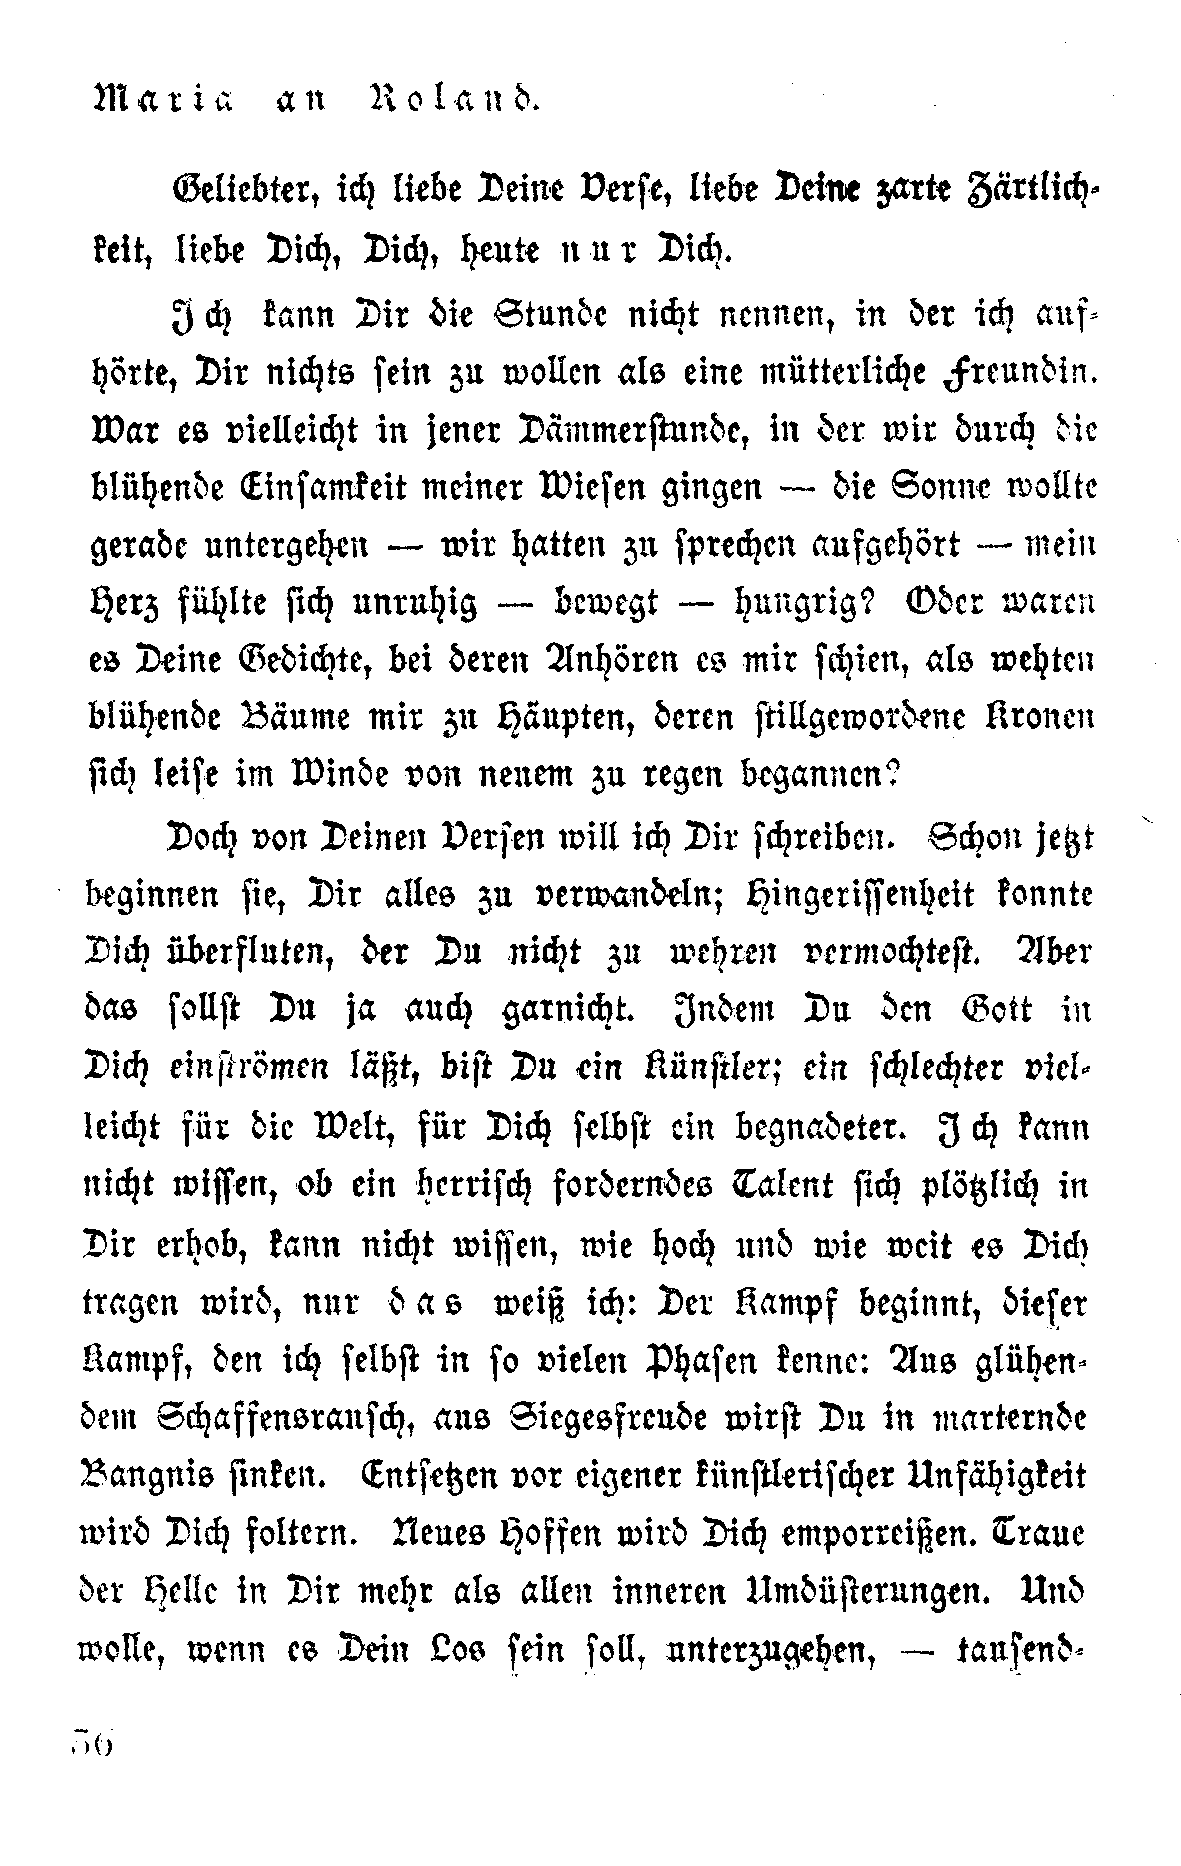 Maria an Roland.
Geliebter, ich liebe Deine Verse, liebe Deine zarte Zärtlich-
keit, liebe Dich, Dich, heute nur Dich.
Ich kann Dir die Stunde nicht nennen, in der ich auf-
hörte, Dir nichts sein zu wollen als eine mütterliche Freundin.
War es vielleicht in jener Dämmerstunde, in der wir durch die
blühende Einsamkeit meiner Wiesen gingen — die Sonne wollte
gerade untergehen — wir hatten zu sprechen aufgehört — mein
Herz fühlte sich unruhig — bewegt — hungrig? Oder waren
es Deine Gedichte, bei deren Anhören es mir schien, als wehten
blühende Bäume mir zu Häupten, deren stillgewordene Kronen
sich leise im Winde von neuem zu regen begannen?
Doch von Deinen Versen will ich Dir schreiben. Schon jetzt
beginnen sie, Dir alles zu verwandeln; Hingerissenheit konnte
Dich überfluten, der Du nicht zu wehren vermochtest. Aber
das sollst Du ja auch garnicht. Indem Du den Gott in
Dich einströmen läßt, bist Du ein Künstler; ein schlechter viel-
leicht für die Welt, für Dich selbst ein begnadeter. Ich kann
nicht wissen, ob ein herrisch forderndes Talent sich plötzlich in
Dir erhob, kann nicht wissen, wie hoch und wie weit es Dich
tragen wird, nur das weiß ich: Der Kampf beginnt, dieser
Kampf, den ich selbst in so vielen Phasen kenne: Aus glühen-
dem Schaffensrausch, aus Siegesfreude wirst Du in marternde
Bangnis sinken. Entsetzen vor eigener künstlerischer Unfähigkeit
wird Dich foltern. Neues Hoffen wird Dich emporreißen. Traue
der Helle in Dir mehr als allen inneren Umdüsterungen. Und
wolle, wenn es Dein Los sein soll, unterzugehen, — tausend-